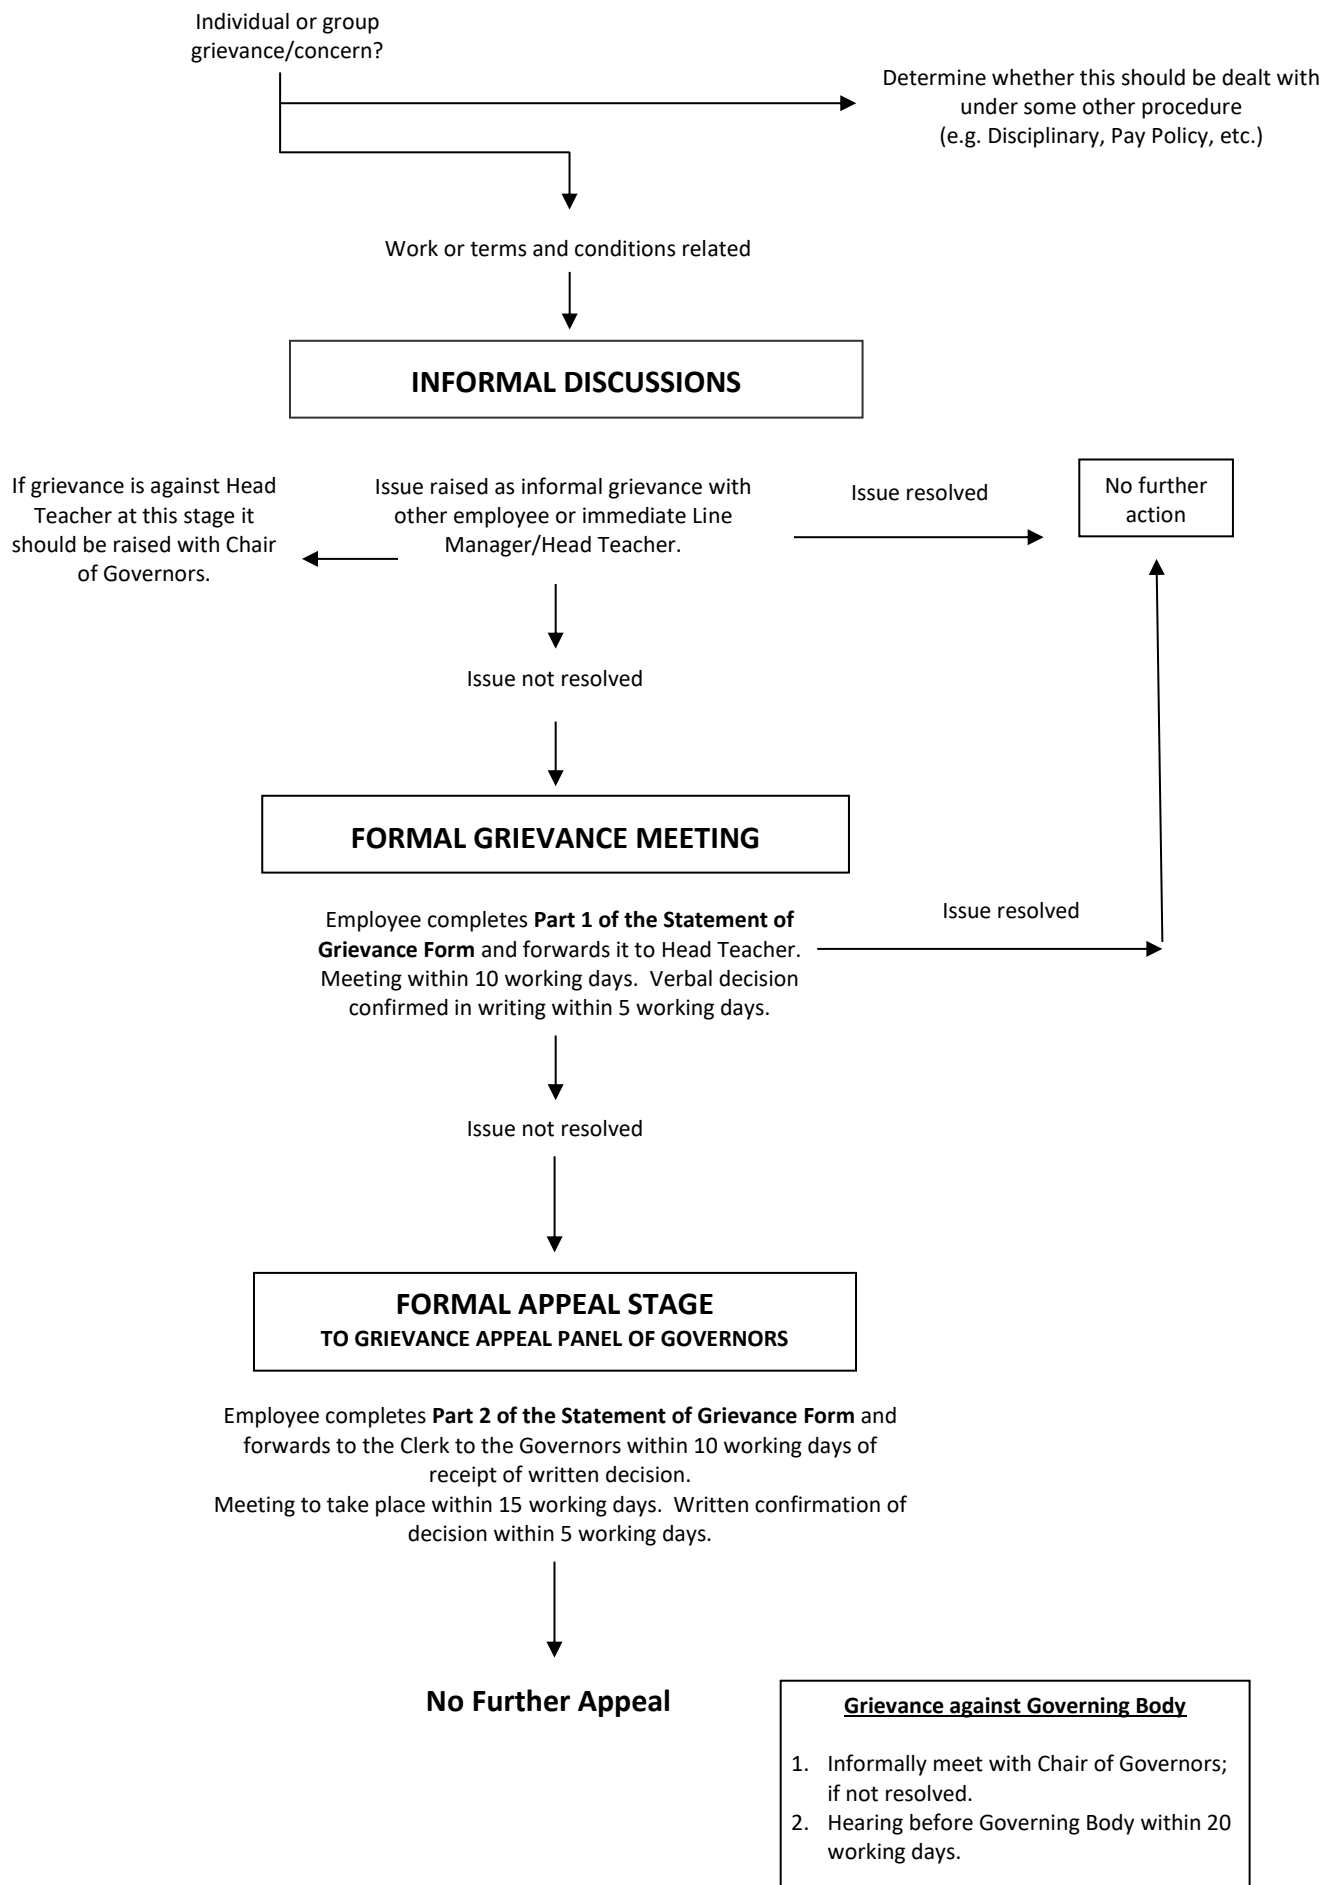 Individual or group
grievance/concern?
Determine whether this should be dealt with
under some other procedure
(e.g. Disciplinary, Pay Policy, etc.)
Work or terms and conditions related
INFORMAL DISCUSSIONS
If grievance is against Head
Teacher at this stage it
should be raised with Chair
of Governors.
Issue raised as informal grievance with
other employee or immediate Line
Manager/Head Teacher.
Issue resolved
No further
action
Issue not resolved
FORMAL GRIEVANCE MEETING
Employee completes Part 1 of the Statement of
Grievance Form and forwards it to Head Teacher.
Meeting within 10 working days.  Verbal decision
confirmed in writing within 5 working days.
Issue resolved
Issue not resolved
FORMAL APPEAL STAGE
TO GRIEVANCE APPEAL PANEL OF GOVERNORS
Employee completes Part 2 of the Statement of Grievance Form and
forwards to the Clerk to the Governors within 10 working days of
receipt of written decision.
Meeting to take place within 15 working days.  Written confirmation of
decision within 5 working days.
No Further Appeal
Grievance against Governing Body
1. Informally meet with Chair of Governors;
if not resolved.
2. Hearing before Governing Body within 20
working days.